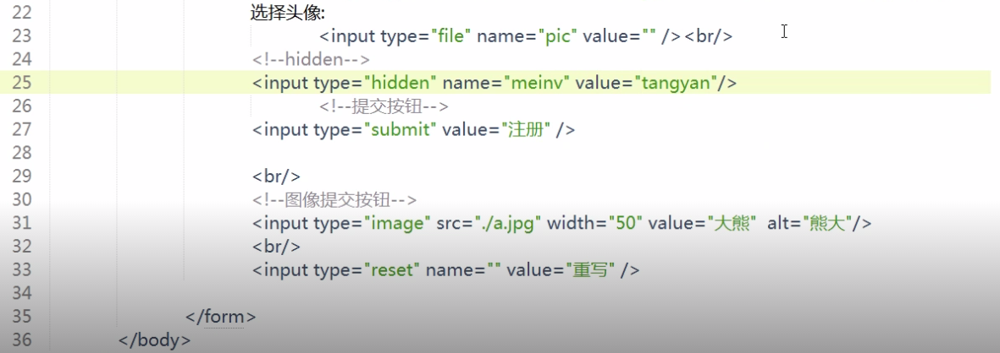 22 选择头像:
23 <input type="file" name="pic" value="" /><br/>
24 <!--hidden-->
25 <input type="hidden" name="meinv" value="tangyan"/>
26 <!--提交按钮-->
27 <input type="submit" value="注册" />
28
29 <br/>
30 <!--图像提交按钮-->
31 <input type="image" src="./a.jpg" width="50" value="大熊"  alt="熊大"/>
32 <br/>
33 <input type="reset" name="" value="重写" />
34
35 </form>
36 </body>